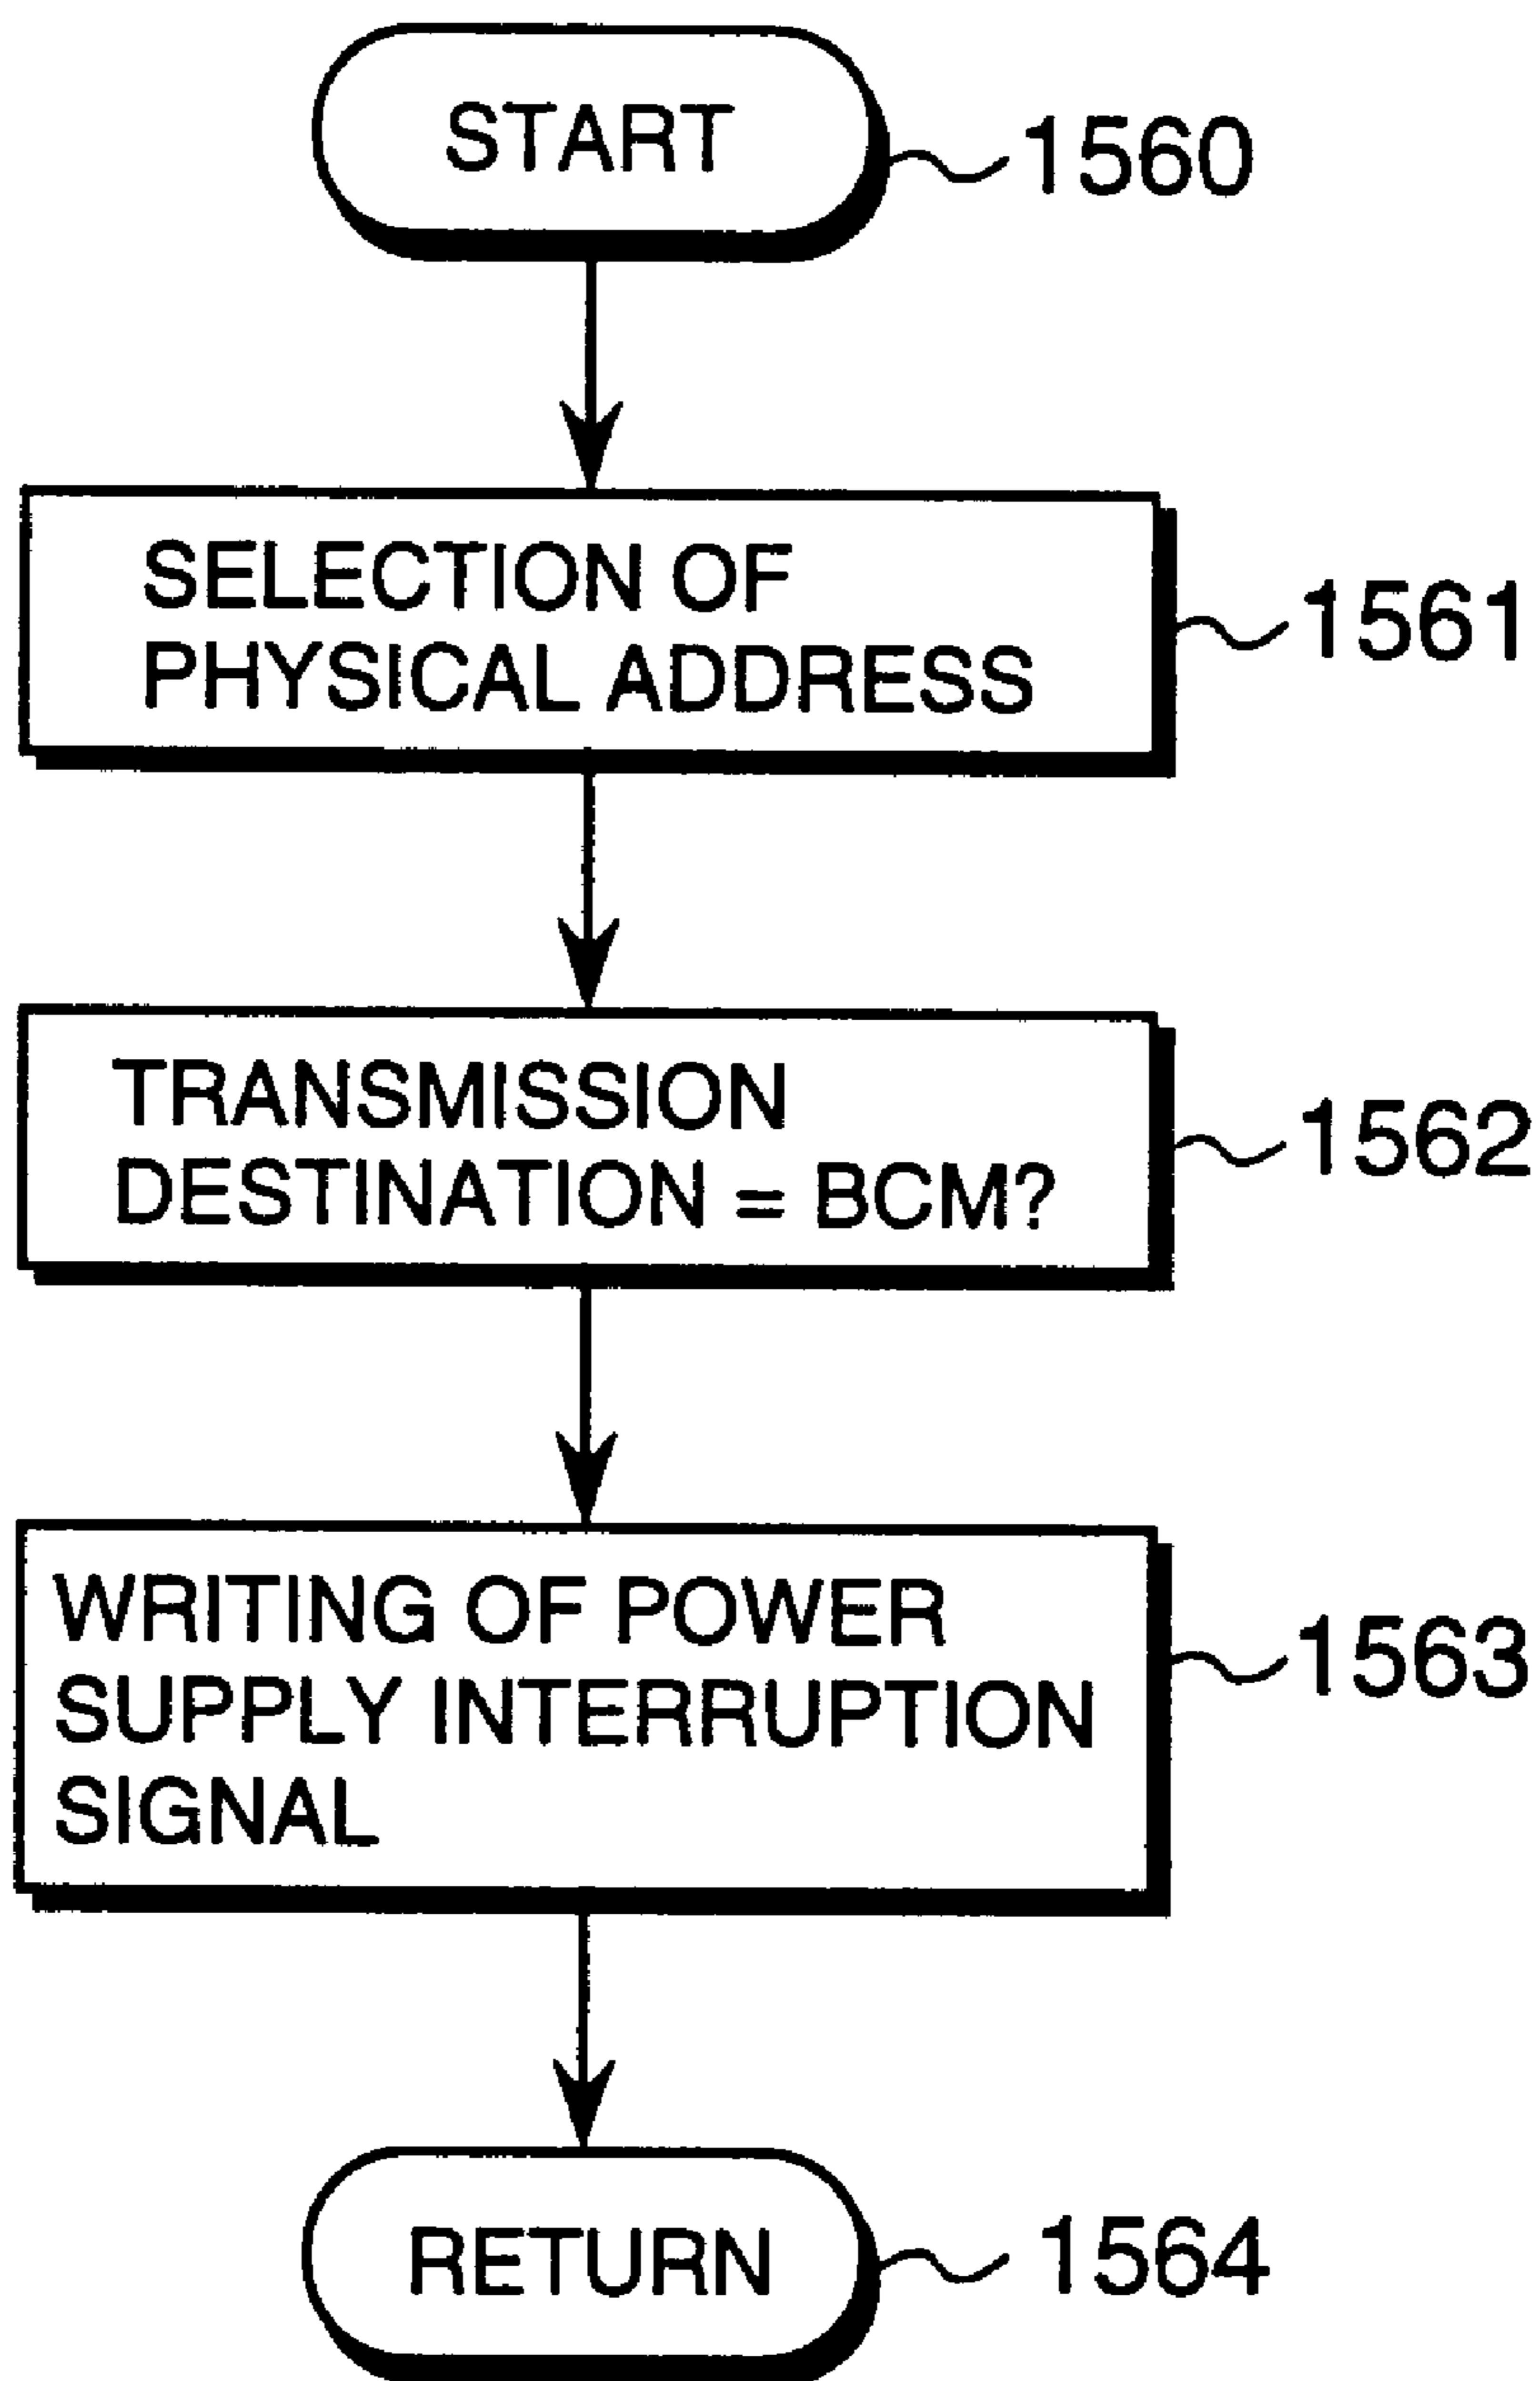 START
1560
SELECTION OF
PHYSICAL ADDRESS
1561
TRANSMISSION
DESTINATION = BCM?
1562
WRITING OF POWER
SUPPLY INTERRUPTION
SIGNAL
1563
RETURN
1564